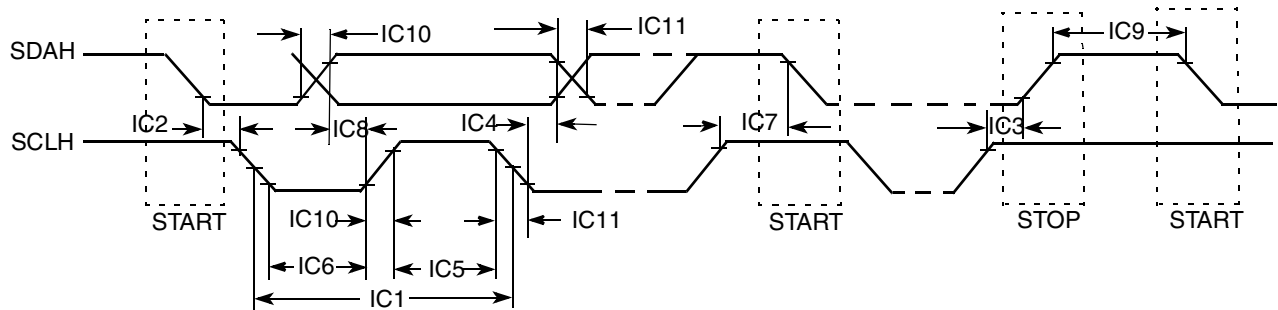 IC10
IC11
IC9
SDAH
IC2
IC8
IC4
IC7
IC3
SCLH
START
IC10
IC11
START
STOP
START
IC6
IC5
IC1